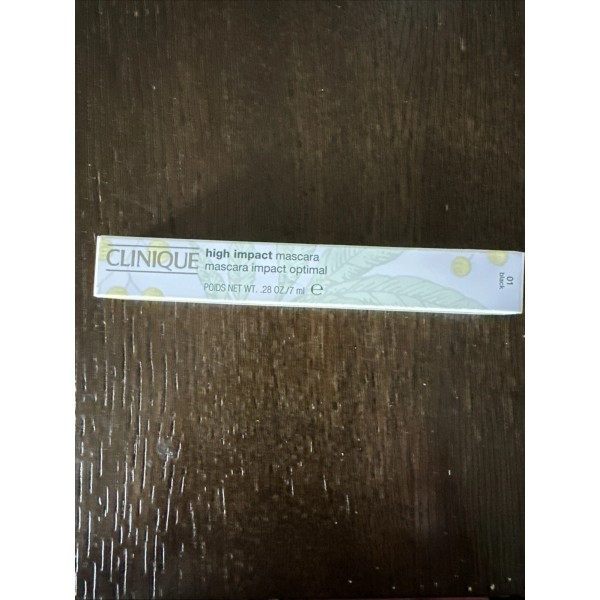 CLINIQUE
high impact mascara
mascara impact optimal
POIDS NET WT. .28 OZ./7 ml ℮
01
black